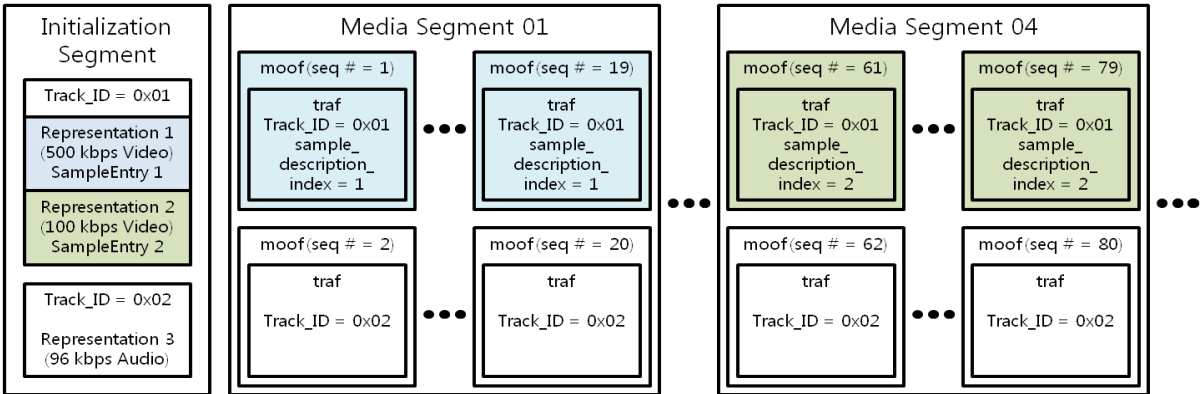 Initialization
Segment
Track_ID = 0x01
Representation 1
(500 kbps Video)
SampleEntry 1
Representation 2
(100 kbps Video)
SampleEntry 2
Track_ID = 0x02
Representation 3
(96 kbps Audio)
Media Segment 01
moof(seq # = 1)
traf
Track_ID = 0x01
sample_
description_
index = 1
moof(seq # = 19)
traf
Track_ID = 0x01
sample_
description_
index = 1
moof(seq # = 2)
traf
Track_ID = 0x02
moof(seq # = 20)
traf
Track_ID = 0x02
Media Segment 04
moof(seq # = 61)
traf
Track_ID = 0x01
sample_
description_
index = 2
moof(seq # = 79)
traf
Track_ID = 0x01
sample_
description_
index = 2
moof(seq # = 62)
traf
Track_ID = 0x02
moof(seq # = 80)
traf
Track_ID = 0x02